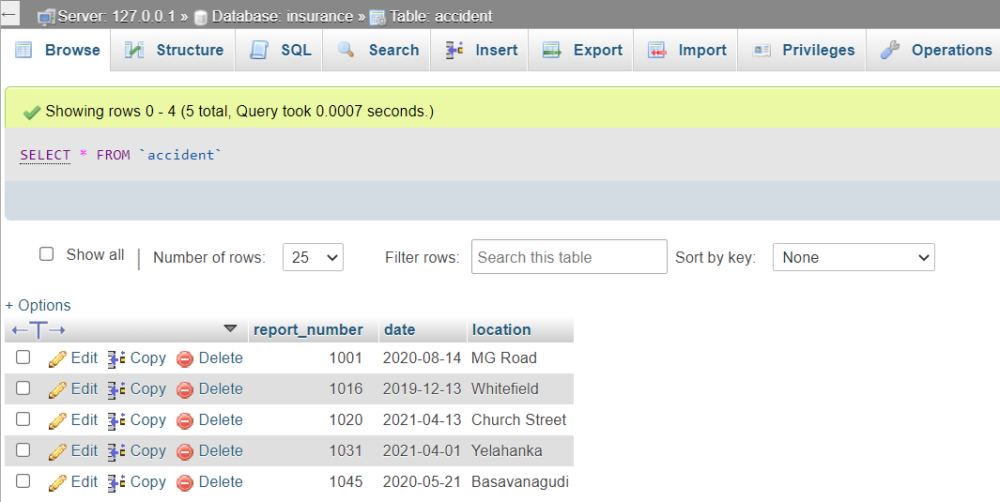 Server: 127.0.0.1 » Database: insurance » Table: accident
Browse Structure SQL Search Insert Export Import Privileges Operations
Showing rows 0 - 4 (5 total, Query took 0.0007 seconds.)
SELECT * FROM `accident`
Show all | Number of rows: 25 Filter rows: Search this table Sort by key: None
+ Options
←T→ report_number date location
Edit Copy Delete 1001 2020-08-14 MG Road
Edit Copy Delete 1016 2019-12-13 Whitefield
Edit Copy Delete 1020 2021-04-13 Church Street
Edit Copy Delete 1031 2021-04-01 Yelahanka
Edit Copy Delete 1045 2020-05-21 Basavanagudi